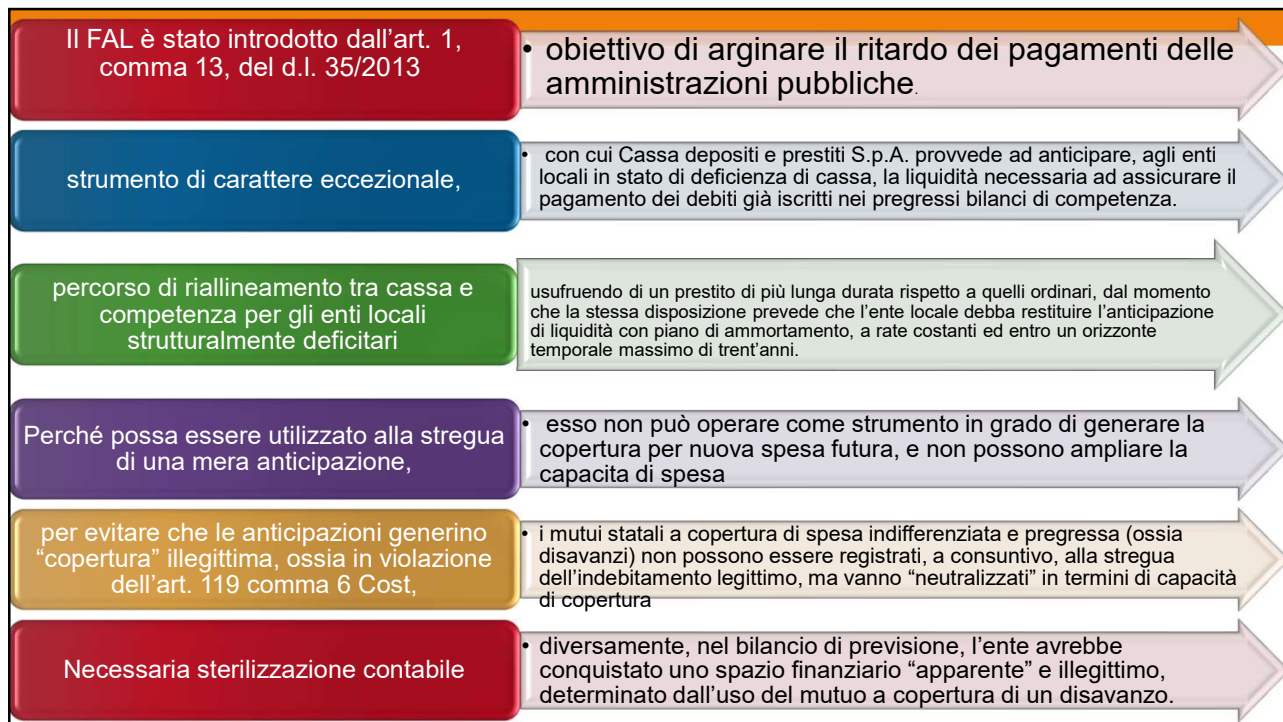 Il FAL è stato introdotto dall'art. 1,
comma 13, del d.l. 35/2013
• obiettivo di arginare il ritardo dei pagamenti delle
amministrazioni pubbliche.
strumento di carattere eccezionale,
• con cui Cassa depositi e prestiti S.p.A. provvede ad anticipare, agli enti
locali in stato di deficienza di cassa, la liquidità necessaria ad assicurare il
pagamento dei debiti già iscritti nei pregressi bilanci di competenza.
percorso di riallineamento tra cassa e
competenza per gli enti locali
strutturalmente deficitari
usufruendo di un prestito di più lunga durata rispetto a quelli ordinari, dal momento
che la stessa disposizione prevede che l'ente locale debba restituire l'anticipazione
di liquidità con piano di ammortamento, a rate costanti ed entro un orizzonte
temporale massimo di trent'anni.
Perché possa essere utilizzato alla stregua
di una mera anticipazione,
• esso non può operare come strumento in grado di generare la
copertura per nuova spesa futura, e non possono ampliare la
capacita di spesa
per evitare che le anticipazioni generino
“copertura” illegittima, ossia in violazione
dell'art. 119 comma 6 Cost,
• i mutui statali a copertura di spesa indifferenziata e pregressa (ossia
disavanzi) non possono essere registrati, a consuntivo, alla stregua
dell'indebitamento legittimo, ma vanno “neutralizzati” in termini di capacità
di copertura
Necessaria sterilizzazione contabile
• diversamente, nel bilancio di previsione, l'ente avrebbe
conquistato uno spazio finanziario “apparente” e illegittimo,
determinato dall'uso del mutuo a copertura di un disavanzo.